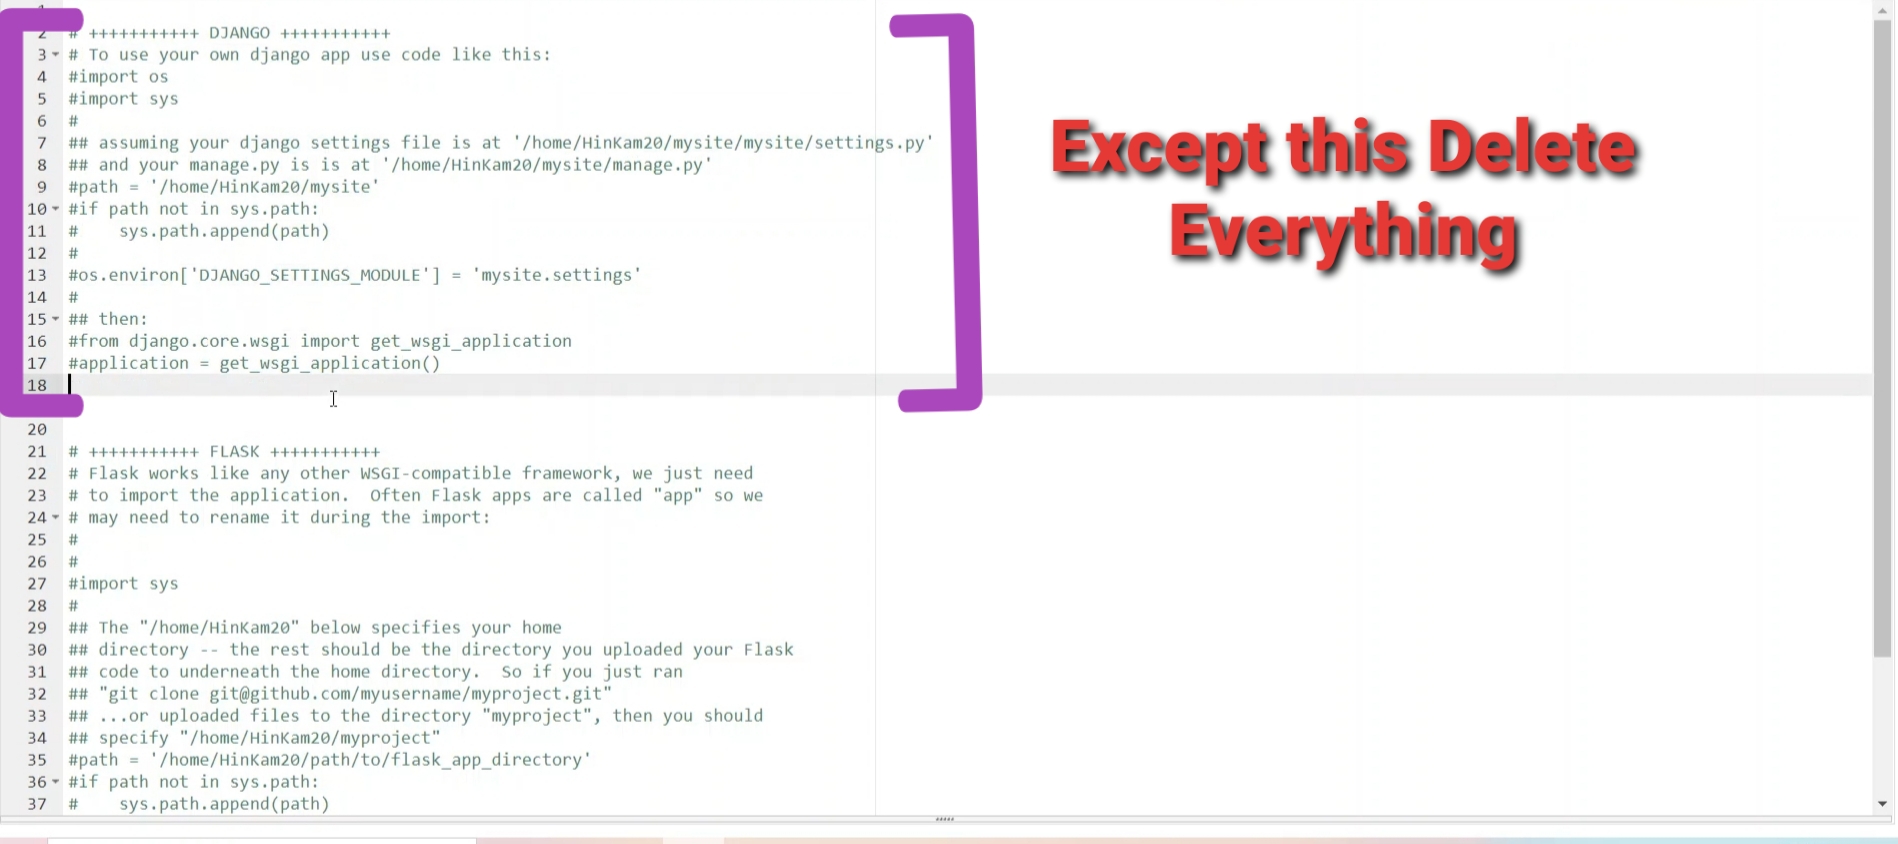 1
2 # +++++++++++ DJANGO +++++++++++
3 # To use your own django app use code like this:
4 #import os
5 #import sys
6 #
7 ## assuming your django settings file is at '/home/HinKam20/mysite/mysite/settings.py'
8 ## and your manage.py is is at '/home/HinKam20/mysite/manage.py'
9 #path = '/home/HinKam20/mysite'
10 #if path not in sys.path:
11 #    sys.path.append(path)
12 #
13 #os.environ['DJANGO_SETTINGS_MODULE'] = 'mysite.settings'
14 #
15 ## then:
16 #from django.core.wsgi import get_wsgi_application
17 #application = get_wsgi_application()
18
20
21 # +++++++++++ FLASK +++++++++++
22 # Flask works like any other WSGI-compatible framework, we just need
23 # to import the application.  Often Flask apps are called "app" so we
24 # may need to rename it during the import:
25 #
26 #
27 #import sys
28 #
29 ## The "/home/HinKam20" below specifies your home
30 ## directory -- the rest should be the directory you uploaded your Flask
31 ## code to underneath the home directory.  So if you just ran
32 ## "git clone git@github.com/myusername/myproject.git"
33 ## ...or uploaded files to the directory "myproject", then you should
34 ## specify "/home/HinKam20/myproject"
35 #path = '/home/HinKam20/path/to/flask_app_directory'
36 #if path not in sys.path:
37 #    sys.path.append(path)
Except this Delete
Everything